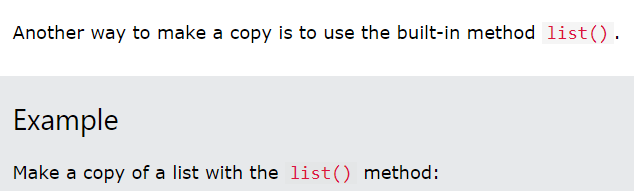 Another way to make a copy is to use the built-in method list().
Example
Make a copy of a list with the list() method: